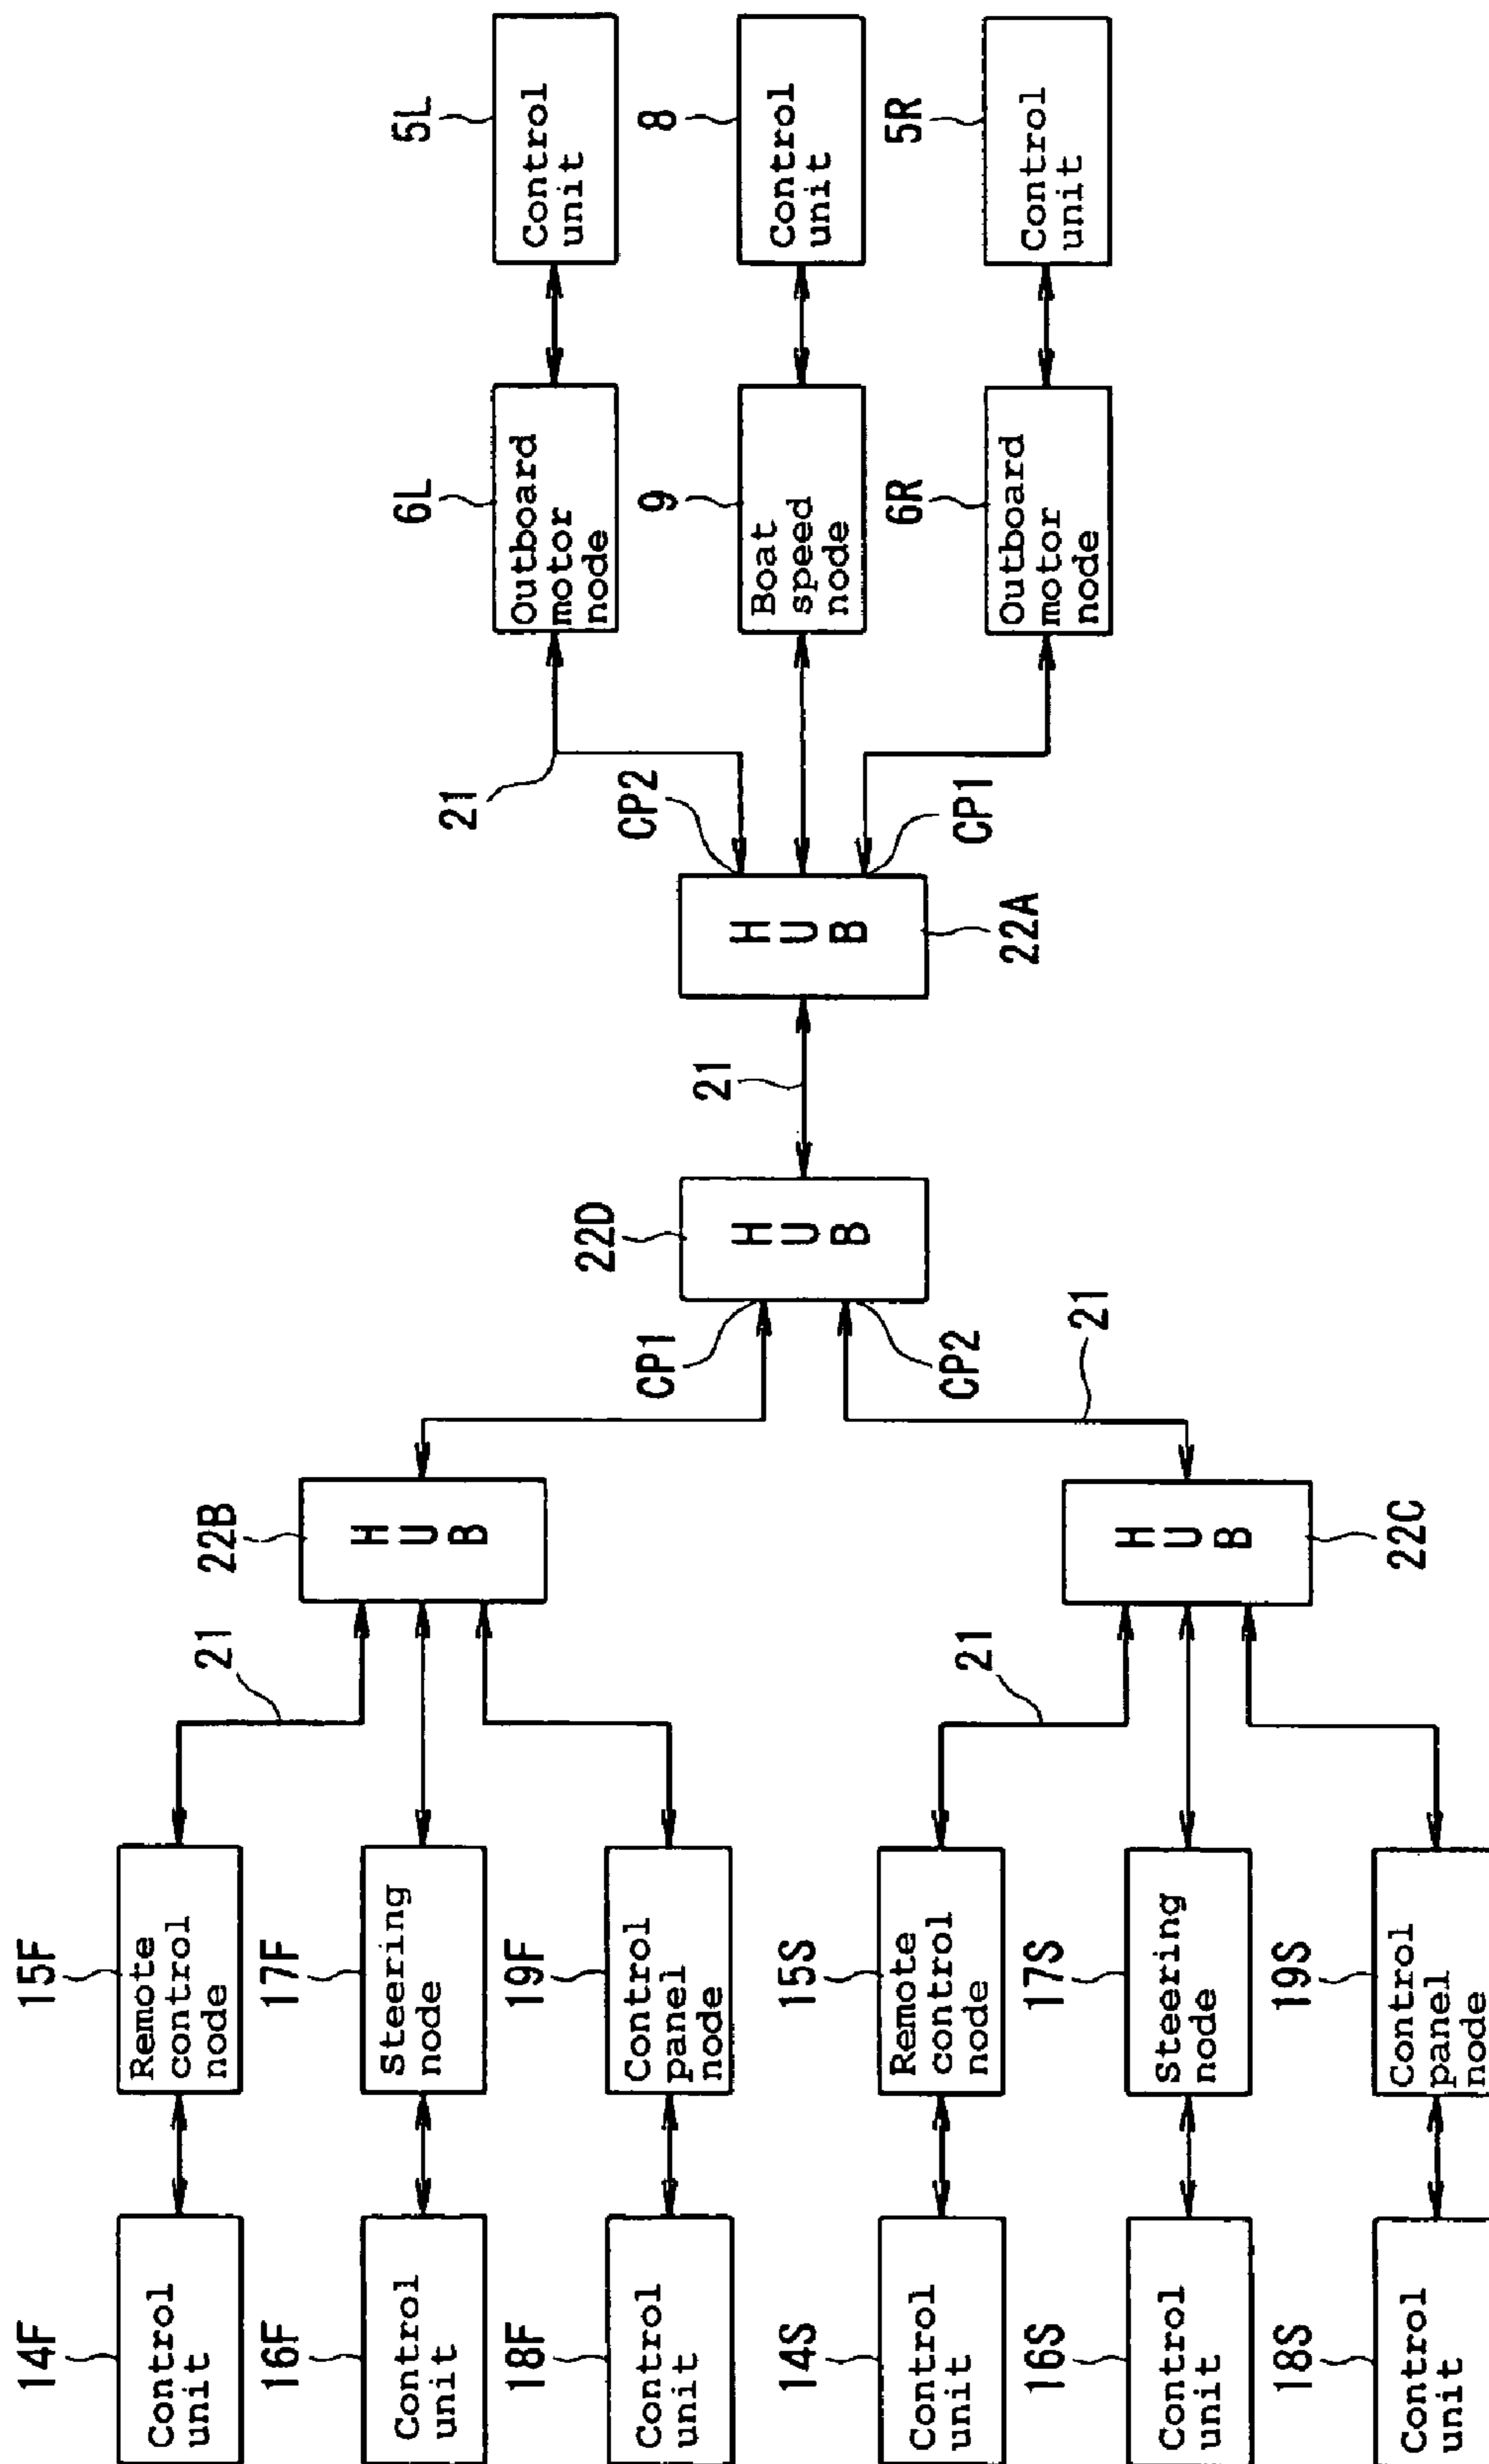 14F
Control
unit
15F
Remote
control
node
21
16F
Control
unit
17F
Steering
node
22B
HUB
18F
Control
unit
19F
Control
panel
node
14S
Control
unit
15S
Remote
control
node
21
16S
Control
unit
17S
Steering
node
22C
HUB
18S
Control
unit
19S
Control
panel
node
CP1
CP2
21
22D
HUB
21
22A
HUB
CP2
CP1
21
6L
Outboard
motor
node
5L
Control
unit
9
Boat
speed
node
8
Control
unit
6R
Outboard
motor
node
5R
Control
unit